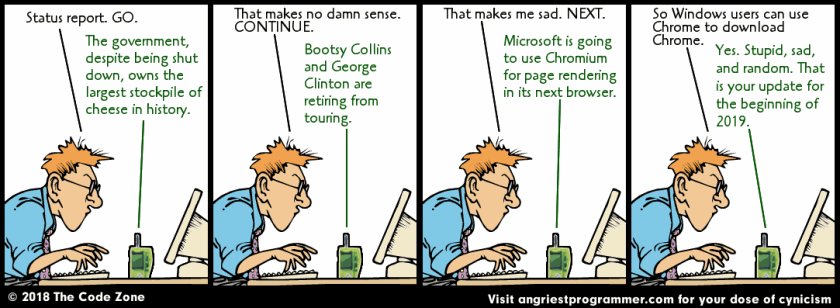 Status report. GO.
The government,
despite being shut
down, owns the
largest stockpile of
cheese in history.
That makes no damn sense.
CONTINUE.
Bootsy Collins
and George
Clinton are
retiring from
touring.
That makes me sad. NEXT.
Microsoft is going
to use Chromium
for page rendering
in its next browser.
So Windows users can use
Chrome to download
Chrome.
Yes. Stupid, sad,
and random. That
is your update for
the beginning of
2019.
© 2018 The Code Zone
Visit angriestprogrammer.com for your dose of cynicism